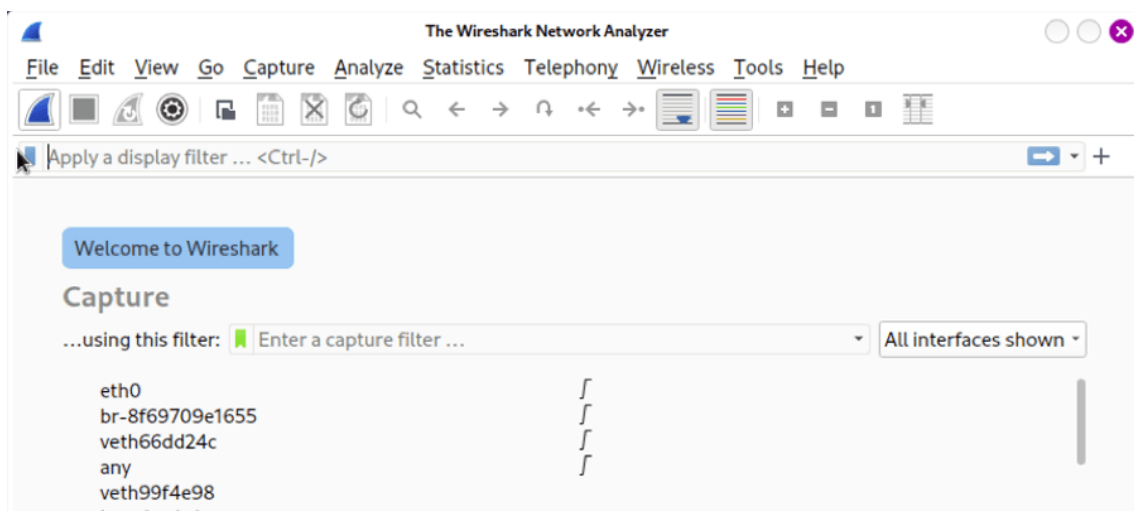 The Wireshark Network Analyzer
File Edit View Go Capture Analyze Statistics Telephony Wireless Tools Help
Apply a display filter … <Ctrl-/>
Welcome to Wireshark
Capture
…using this filter: Enter a capture filter … All interfaces shown
eth0
br-8f69709e1655
veth66dd24c
any
veth99f4e98